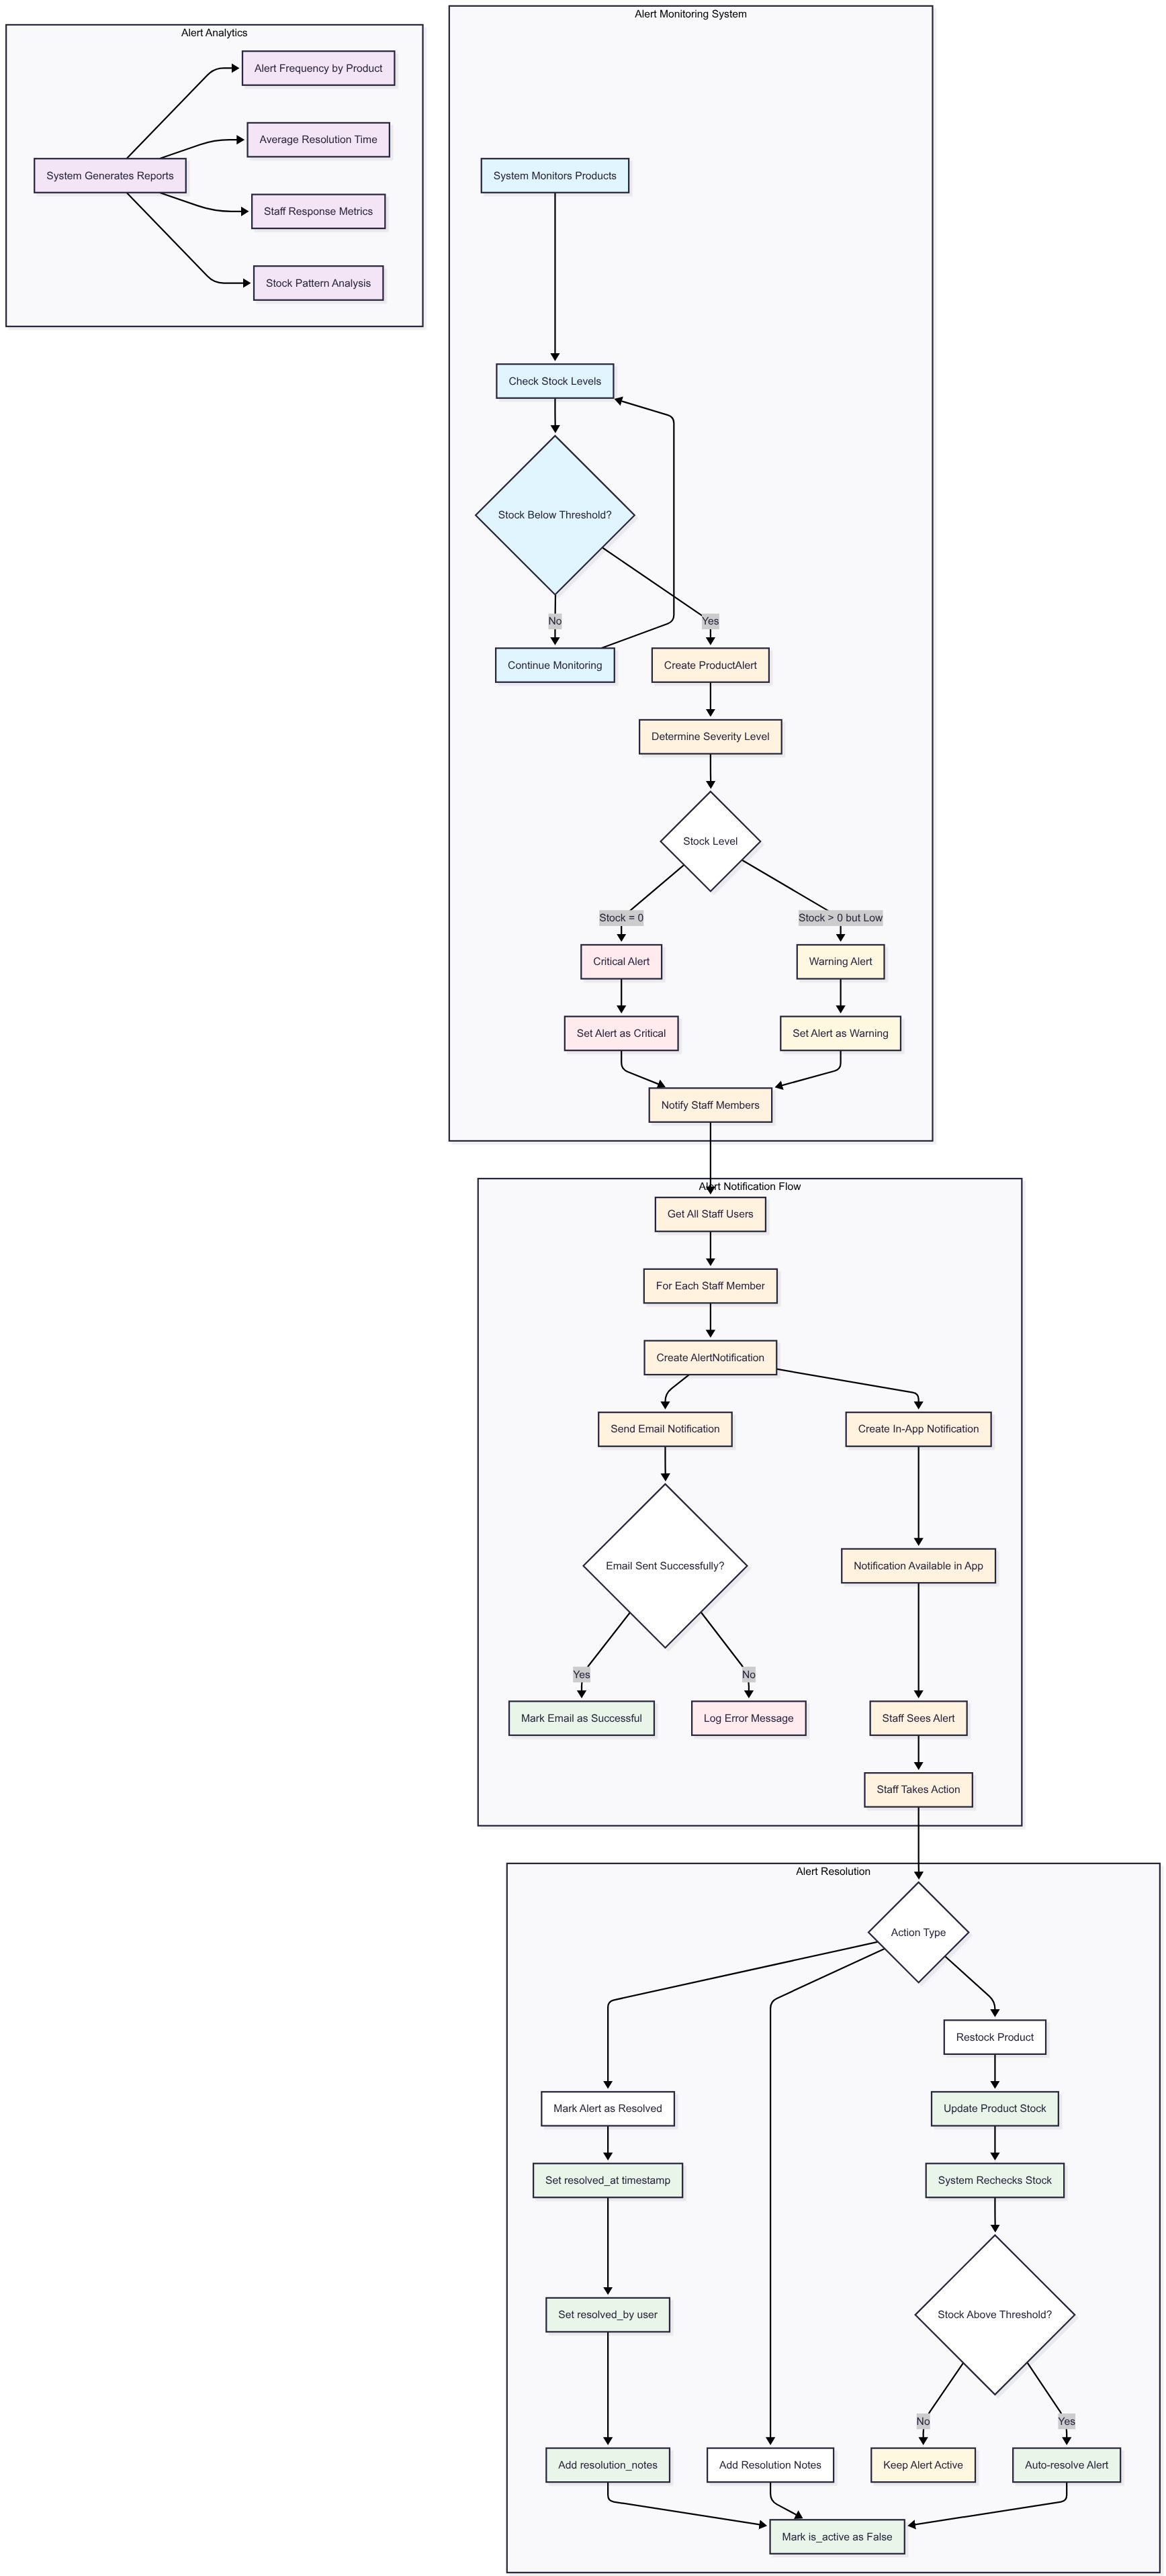 Alert Analytics
Alert Frequency by Product
Average Resolution Time
System Generates Reports
Staff Response Metrics
Stock Pattern Analysis
Alert Monitoring System
System Monitors Products
Check Stock Levels
Stock Below Threshold?
No
Yes
Continue Monitoring
Create ProductAlert
Determine Severity Level
Stock Level
Stock = 0
Stock > 0 but Low
Critical Alert
Warning Alert
Set Alert as Critical
Set Alert as Warning
Notify Staff Members
Alert Notification Flow
Get All Staff Users
For Each Staff Member
Create AlertNotification
Send Email Notification
Create In-App Notification
Email Sent Successfully?
Notification Available in App
Yes
No
Mark Email as Successful
Log Error Message
Staff Sees Alert
Staff Takes Action
Alert Resolution
Action Type
Restock Product
Mark Alert as Resolved
Update Product Stock
Set resolved_at timestamp
System Rechecks Stock
Set resolved_by user
Stock Above Threshold?
No
Yes
Add resolution_notes
Add Resolution Notes
Keep Alert Active
Auto-resolve Alert
Mark is_active as False